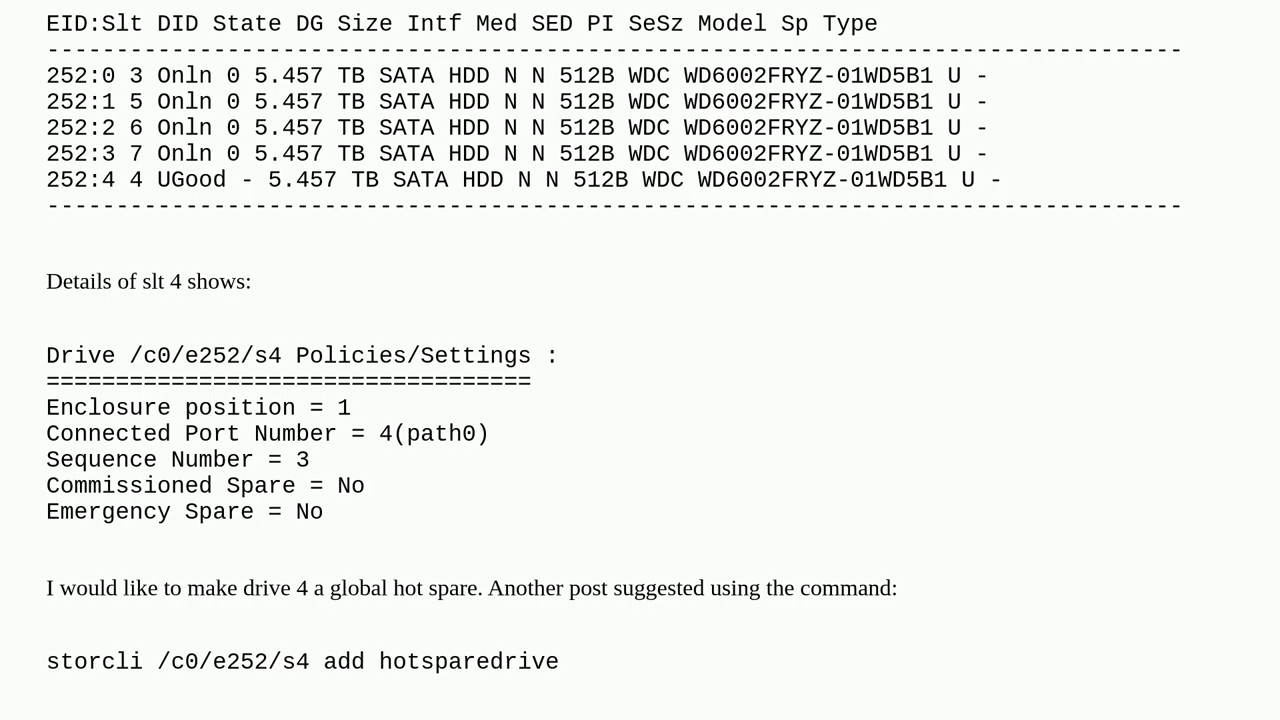 EID:Slt DID State DG Size Intf Med SED PI SeSz Model Sp Type
----------------------------------------------------------------------------------
252:0 3 Onln 0 5.457 TB SATA HDD N N 512B WDC WD6002FRYZ-01WD5B1 U -
252:1 5 Onln 0 5.457 TB SATA HDD N N 512B WDC WD6002FRYZ-01WD5B1 U -
252:2 6 Onln 0 5.457 TB SATA HDD N N 512B WDC WD6002FRYZ-01WD5B1 U -
252:3 7 Onln 0 5.457 TB SATA HDD N N 512B WDC WD6002FRYZ-01WD5B1 U -
252:4 4 UGood - 5.457 TB SATA HDD N N 512B WDC WD6002FRYZ-01WD5B1 U -
----------------------------------------------------------------------------------
Details of slt 4 shows:
Drive /c0/e252/s4 Policies/Settings :
===================================
Enclosure position = 1
Connected Port Number = 4(path0)
Sequence Number = 3
Commissioned Spare = No
Emergency Spare = No
I would like to make drive 4 a global hot spare. Another post suggested using the command:
storcli /c0/e252/s4 add hotsparedrive